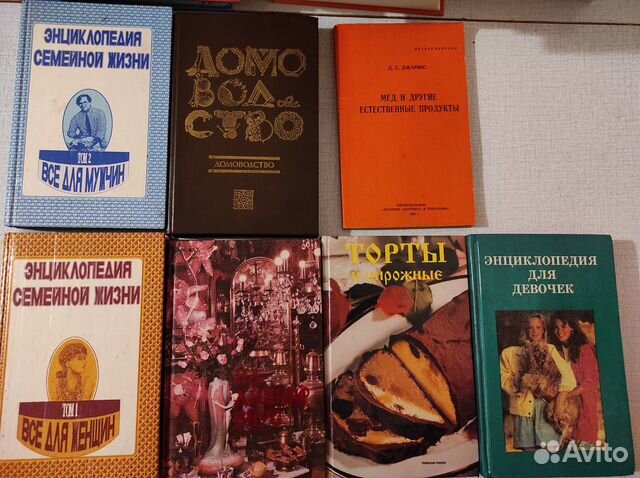 ЭНЦИКЛОПЕДИЯ
СЕМЕЙНОЙ ЖИЗНИ
ТОМ 2
ВСЕ ДЛЯ МУЖЧИН
ДОМО
ВОД
СТВО
ДОМОВОДСТВО
Д. С. ДЖАРВИС
МЕД И ДРУГИЕ
ЕСТЕСТВЕННЫЕ ПРОДУКТЫ
ЭНЦИКЛОПЕДИЯ
СЕМЕЙНОЙ ЖИЗНИ
ТОМ 1
ВСЕ ДЛЯ ЖЕНЩИН
ТОРТЫ
и пирожные
ЭНЦИКЛОПЕДИЯ
ДЛЯ
ДЕВОЧЕК
Avito